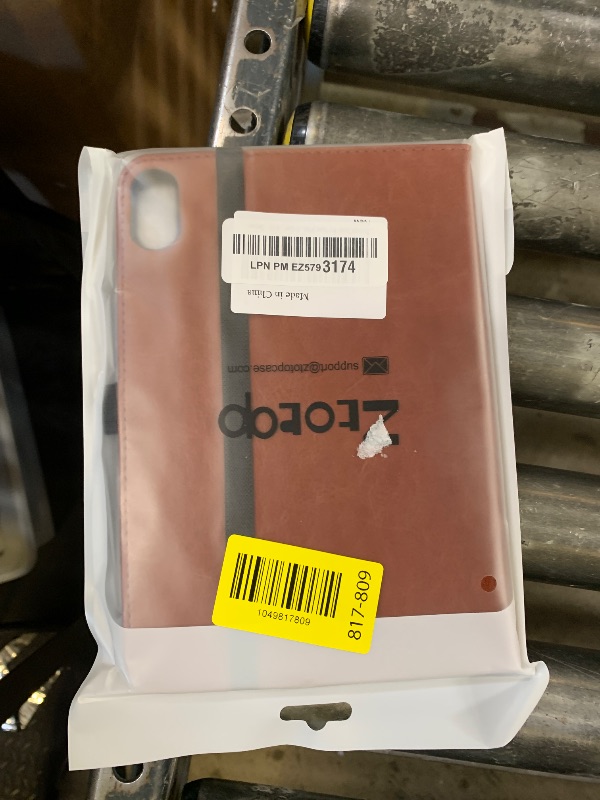 LPN PM EZ5793174
Made in China
support@ztotopcase.com
Ztotop
1049817809
817-809